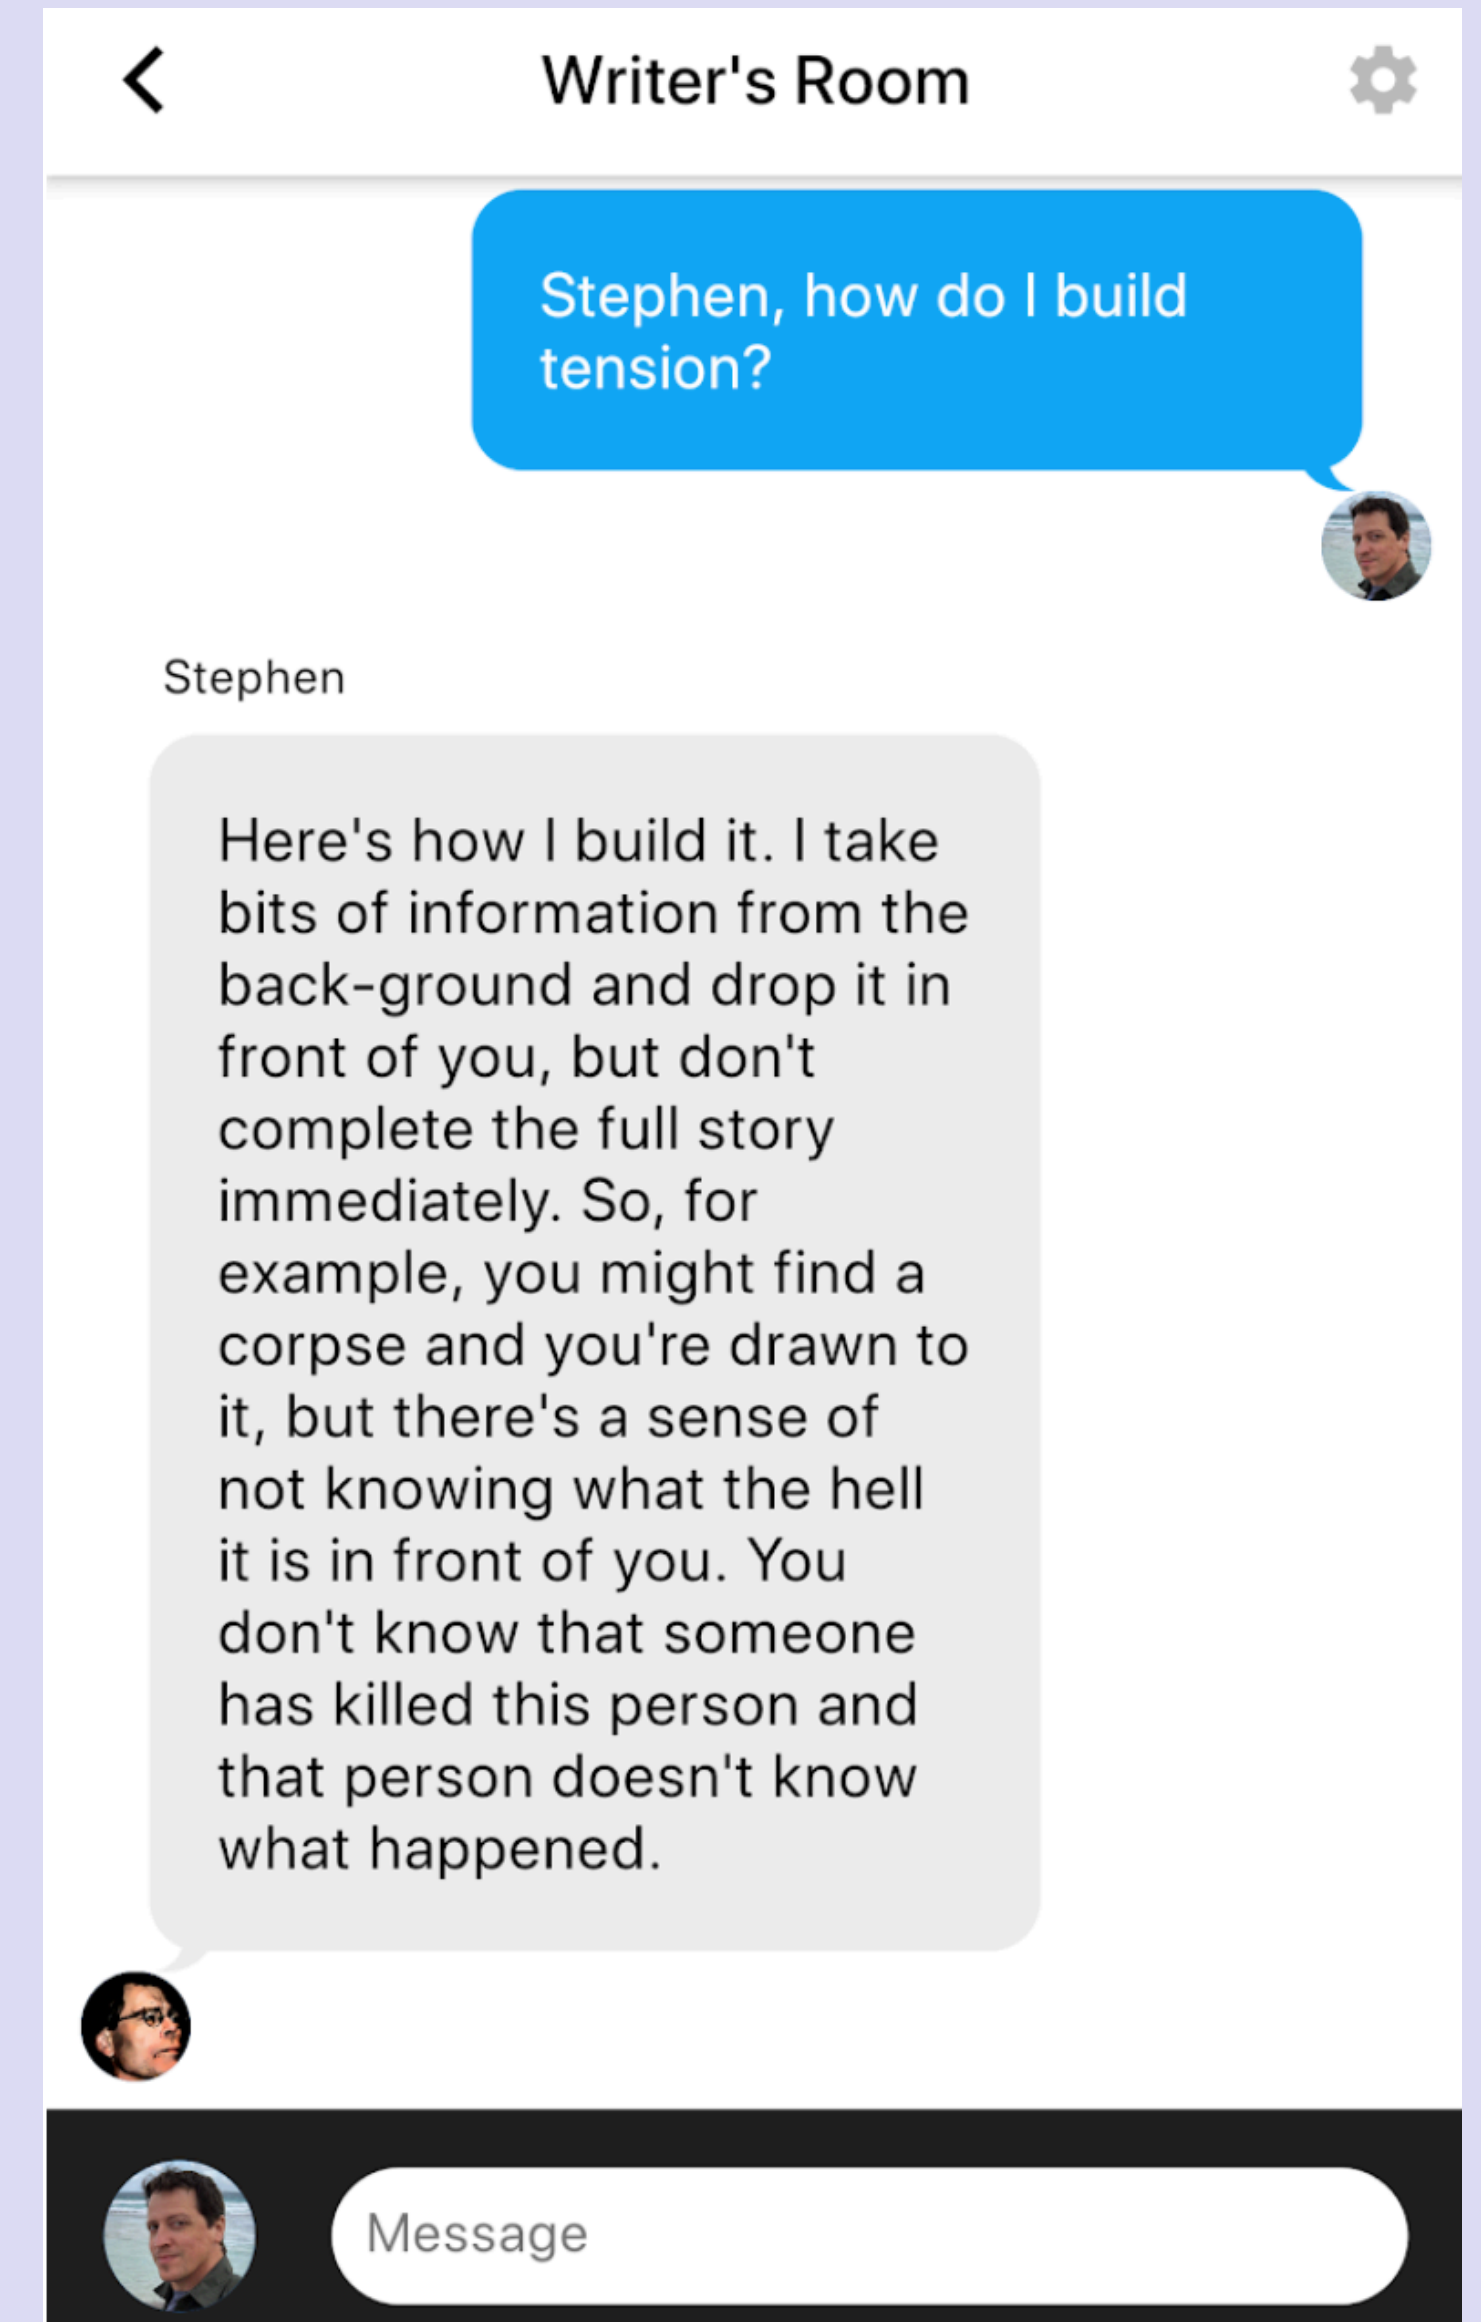 Writer's Room
Stephen, how do I build
tension?
Stephen
Here's how I build it. I take
bits of information from the
back-ground and drop it in
front of you, but don't
complete the full story
immediately. So, for
example, you might find a
corpse and you're drawn to
it, but there's a sense of
not knowing what the hell
it is in front of you. You
don't know that someone
has killed this person and
that person doesn't know
what happened.
Message